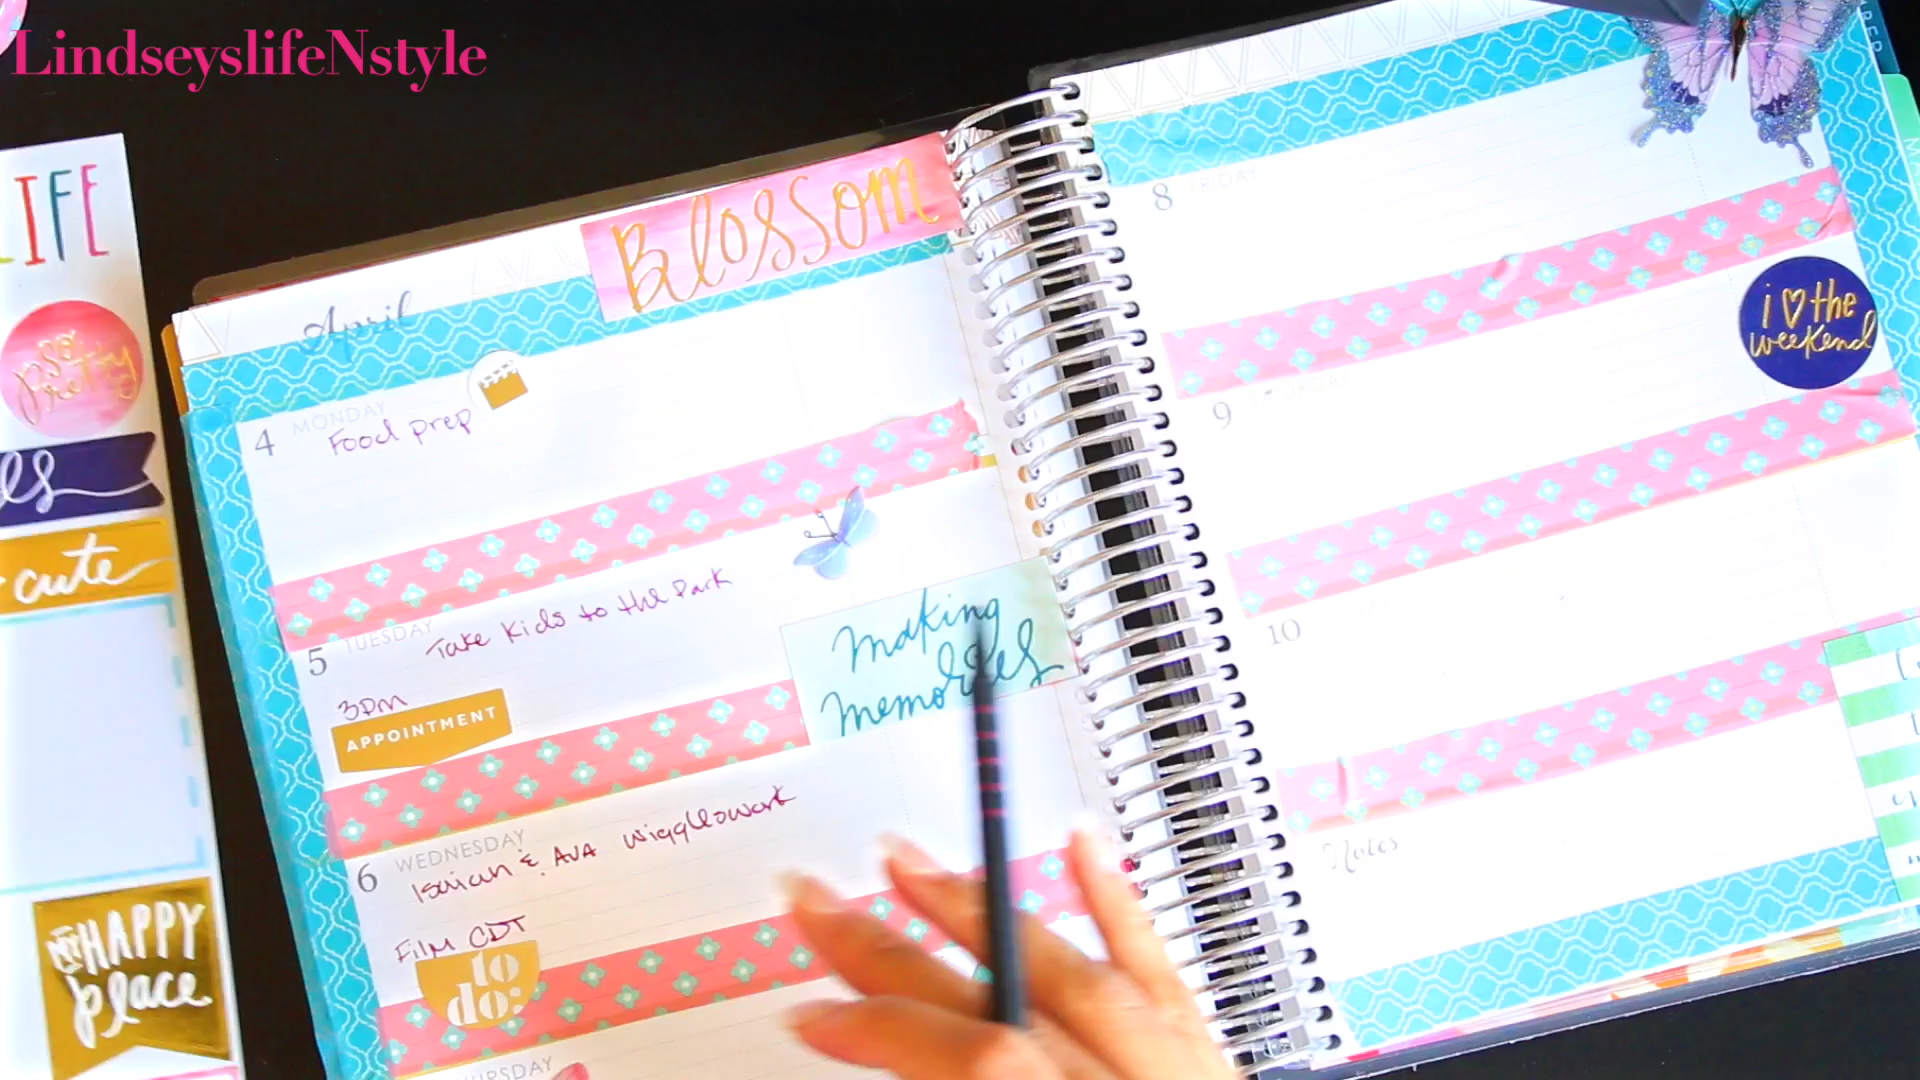 LindseyslifeNstyle
LIFE
so
pretty
cute
MY HAPPY
place
Blossom
April
4 MONDAY
Food prep
5 TUESDAY
Take Kids to the Park
3pm
APPOINTMENT
Making
Memories
6 WEDNESDAY
Isaiah & Ava wiggleowork
Film CDT
to
do:
8 FRIDAY
i ♡ the
weekend
9
10
Notes